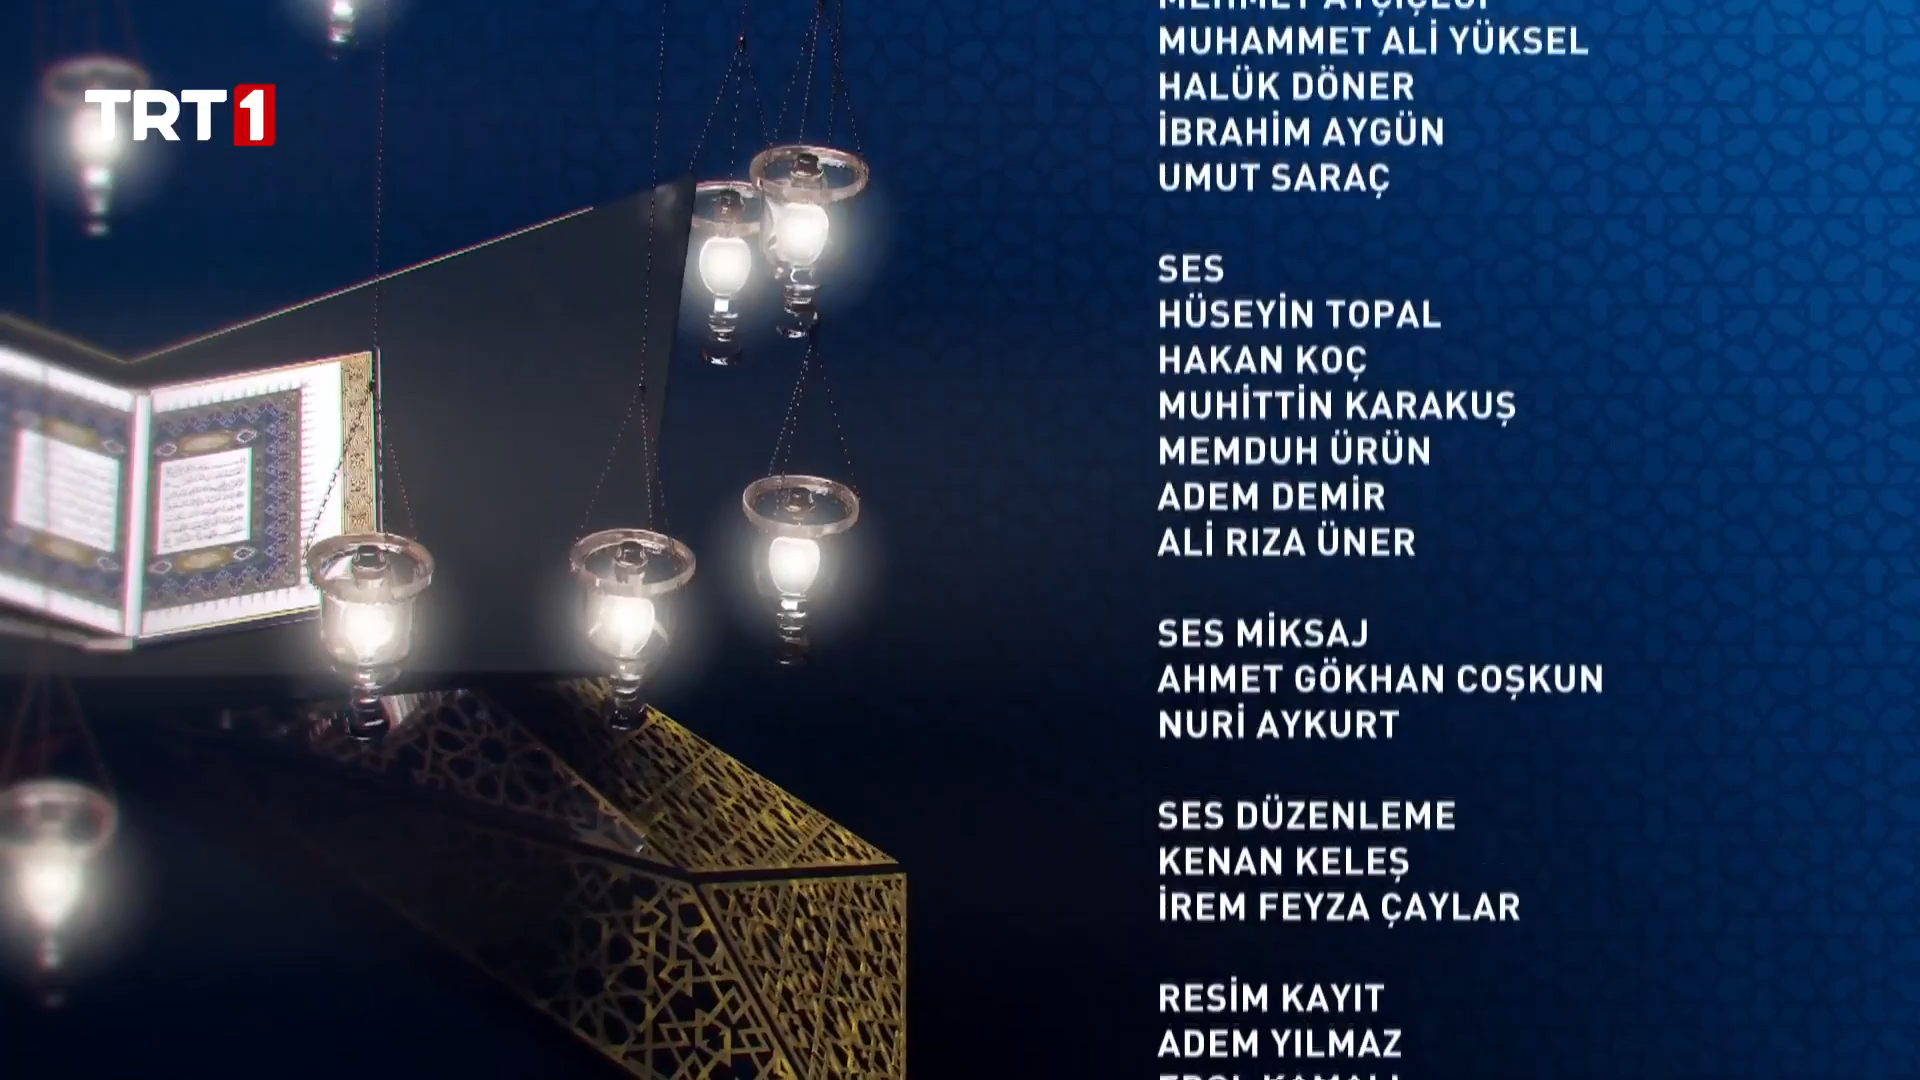 TRT 1
MUHAMMET ALİ YÜKSEL
HALÜK DÖNER
İBRAHİM AYGÜN
UMUT SARAÇ
SES
HÜSEYİN TOPAL
HAKAN KOÇ
MUHİTTİN KARAKUŞ
MEMDUH ÜRÜN
ADEM DEMİR
ALİ RIZA ÜNER
SES MİKSAJ
AHMET GÖKHAN COŞKUN
NURİ AYKURT
SES DÜZENLEME
KENAN KELEŞ
İREM FEYZA ÇAYLAR
RESİM KAYIT
ADEM YILMAZ